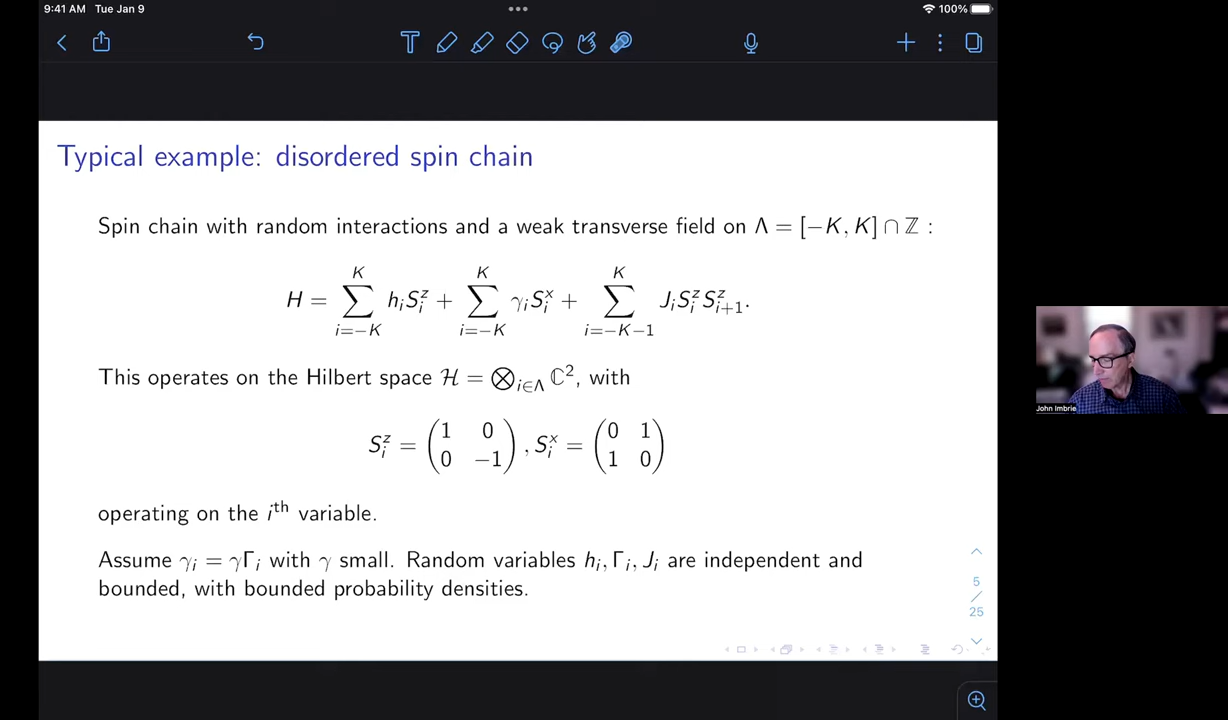 9:41 AM Tue Jan 9
100%
Typical example: disordered spin chain
Spin chain with random interactions and a weak transverse field on Λ = [−K, K] ∩ ℤ :
H = ∑_{i=−K}^{K} h_i S_i^z + ∑_{i=−K}^{K} γ_i S_i^x + ∑_{i=−K−1}^{K} J_i S_i^z S_{i+1}^z.
This operates on the Hilbert space ℋ = ⨂_{i∈Λ} ℂ², with
S_i^z = (1 0; 0 −1), S_i^x = (0 1; 1 0)
operating on the i^th variable.
Assume γ_i = γΓ_i with γ small. Random variables h_i, Γ_i, J_i are independent and
bounded, with bounded probability densities.
5
/
25
John Imbrie